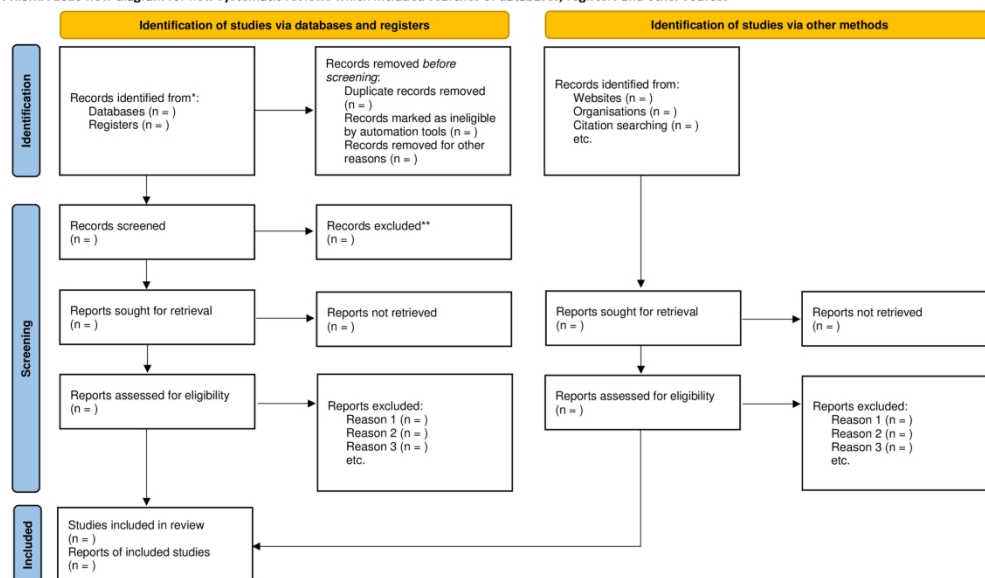 Identification of studies via databases and registers
Identification of studies via other methods
Identification
Records identified from*:
Databases (n = )
Registers (n = )
Records removed before
screening:
Duplicate records removed
(n = )
Records marked as ineligible
by automation tools (n = )
Records removed for other
reasons (n = )
Records identified from:
Websites (n = )
Organisations (n = )
Citation searching (n = )
etc.
Screening
Records screened
(n = )
Records excluded**
(n = )
Reports sought for retrieval
(n = )
Reports not retrieved
(n = )
Reports sought for retrieval
(n = )
Reports not retrieved
(n = )
Reports assessed for eligibility
(n = )
Reports excluded:
Reason 1 (n = )
Reason 2 (n = )
Reason 3 (n = )
etc.
Reports assessed for eligibility
(n = )
Reports excluded:
Reason 1 (n = )
Reason 2 (n = )
Reason 3 (n = )
etc.
Included
Studies included in review
(n = )
Reports of included studies
(n = )